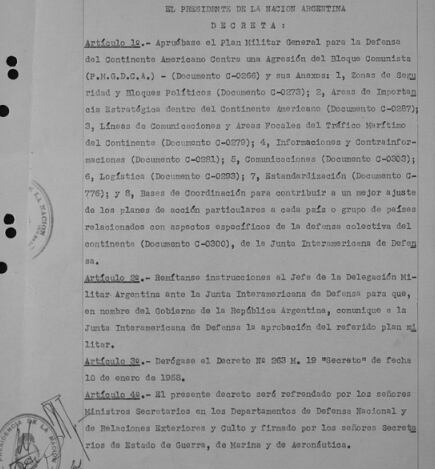 EL PRESIDENTE DE LA NACION ARGENTINA
D E C R E T A :
Artículo 1º.- Apruébase el Plan Militar General para la Defensa
del Continente Americano Contra una Agresión del Bloque Comunista
(P.M.G.D.C.A.) - (Documento C-0266) y sus Anexos: 1, Zonas de Segu
ridad y Bloques Políticos (Documento C-0273); 2, Areas de Importan
cia Estratégica dentro del Continente Americano (Documento C-0287);
3, Líneas de Comunicaciones y Areas Focales del Tráfico Marítimo
del Continente (Documento C-0279); 4, Informaciones y Contrainfor-
maciones (Documento C-0281); 5, Comunicaciones (Documento C-0303);
6, Logística (Documento C-0293); 7, Estandardización (Documento C-
776); y 8, Bases de Coordinación para contribuir a un mejor ajuste
de los planes de acción particulares a cada país o grupo de países
relacionados con aspectos específicos de la defensa colectiva del
continente (Documento C-0300), de la Junta Interamericana de Defen
sa.
Artículo 2º.- Remítanse instrucciones al Jefe de la Delegación Mi-
litar Argentina ante la Junta Interamericana de Defensa para que,
en nombre del Gobierno de la República Argentina, comunique a la
Junta Interamericana de Defensa la aprobación del referido plan mi
litar.
Artículo 3º.- Derógase el Decreto Nº 263 M. 19 "Secreto" de fecha
10 de enero de 1958.
Artículo 4º.- El presente decreto será refrendado por los señores
Ministros Secretarios en los Departamentos de Defensa Nacional y
de Relaciones Exteriores y Culto y firmado por los señores Secreta
rios de Estado de Guerra, de Marina y de Aeronáutica.